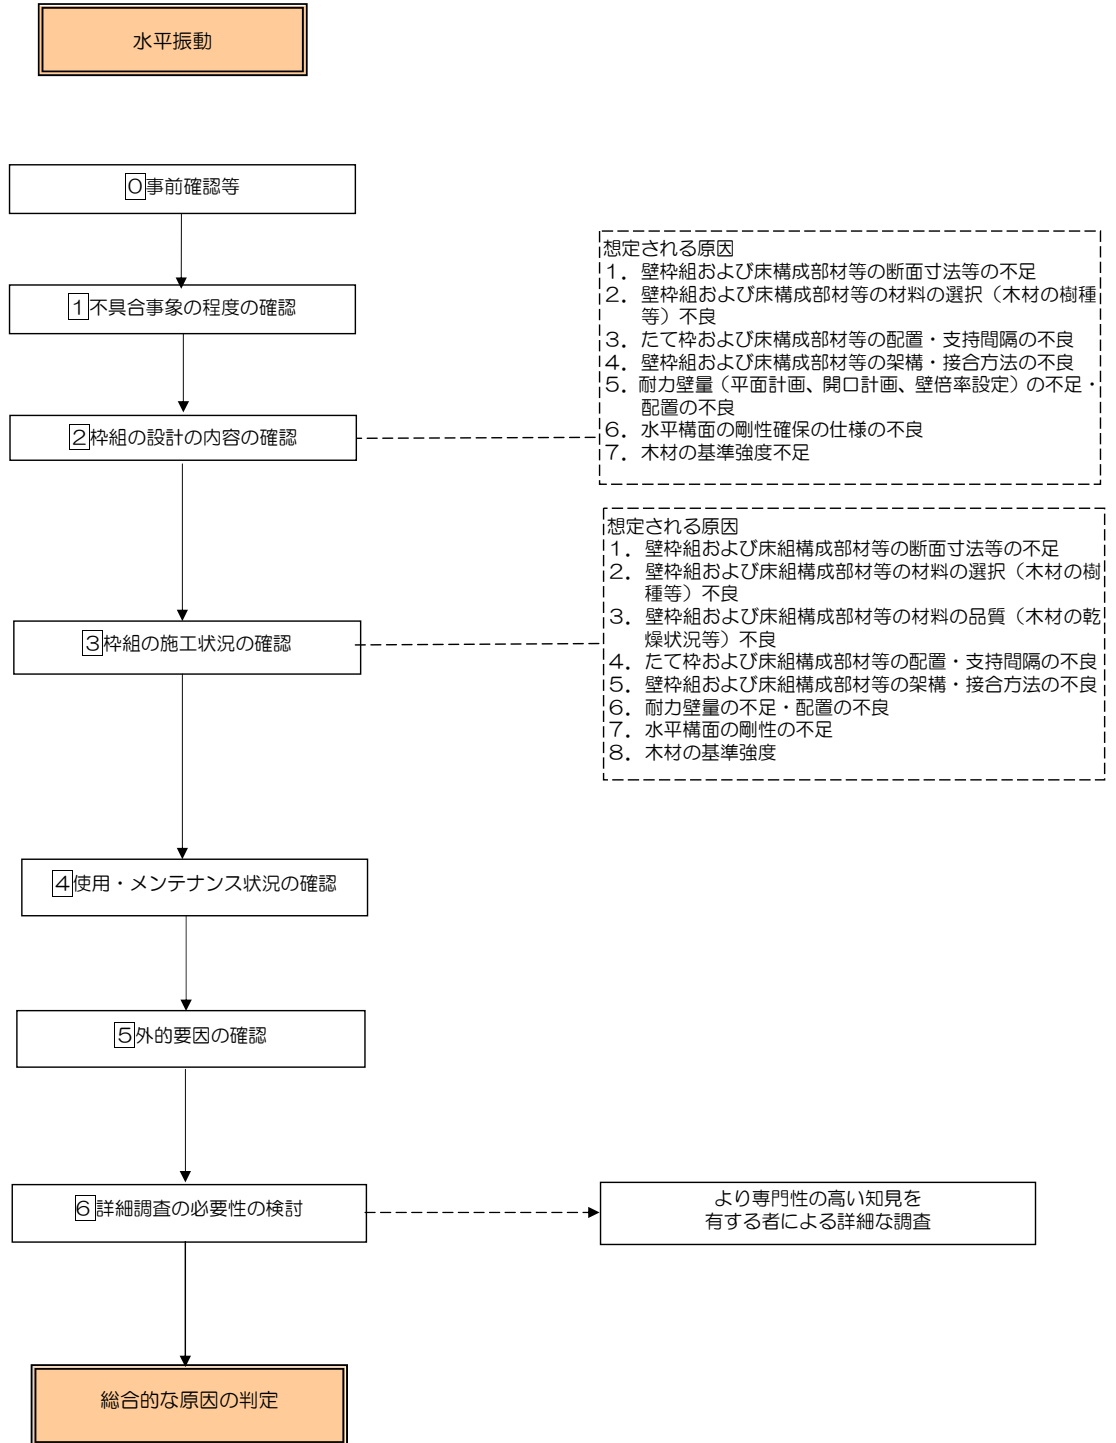 水平振動
0事前確認等
1不具合事象の程度の確認
2枠組の設計の内容の確認
想定される原因
1．壁枠組および床構成部材等の断面寸法等の不足
2．壁枠組および床構成部材等の材料の選択（木材の樹種
等）不良
3．たて枠および床構成部材等の配置・支持間隔の不良
4．壁枠組および床構成部材等の架構・接合方法の不良
5．耐力壁量（平面計画、開口計画、壁倍率設定）の不足・
配置の不良
6．水平構面の剛性確保の仕様の不良
7．木材の基準強度不足
3枠組の施工状況の確認
想定される原因
1．壁枠組および床組構成部材等の断面寸法等の不足
2．壁枠組および床組構成部材等の材料の選択（木材の樹
種等）不良
3．壁枠組および床組構成部材等の材料の品質（木材の乾
燥状況等）不良
4．たて枠および床組構成部材等の配置・支持間隔の不良
5．壁枠組および床組構成部材等の架構・接合方法の不良
6．耐力壁量の不足・配置の不良
7．水平構面の剛性の不足
8．木材の基準強度
4使用・メンテナンス状況の確認
5外的要因の確認
6詳細調査の必要性の検討
より専門性の高い知見を
有する者による詳細な調査
総合的な原因の判定